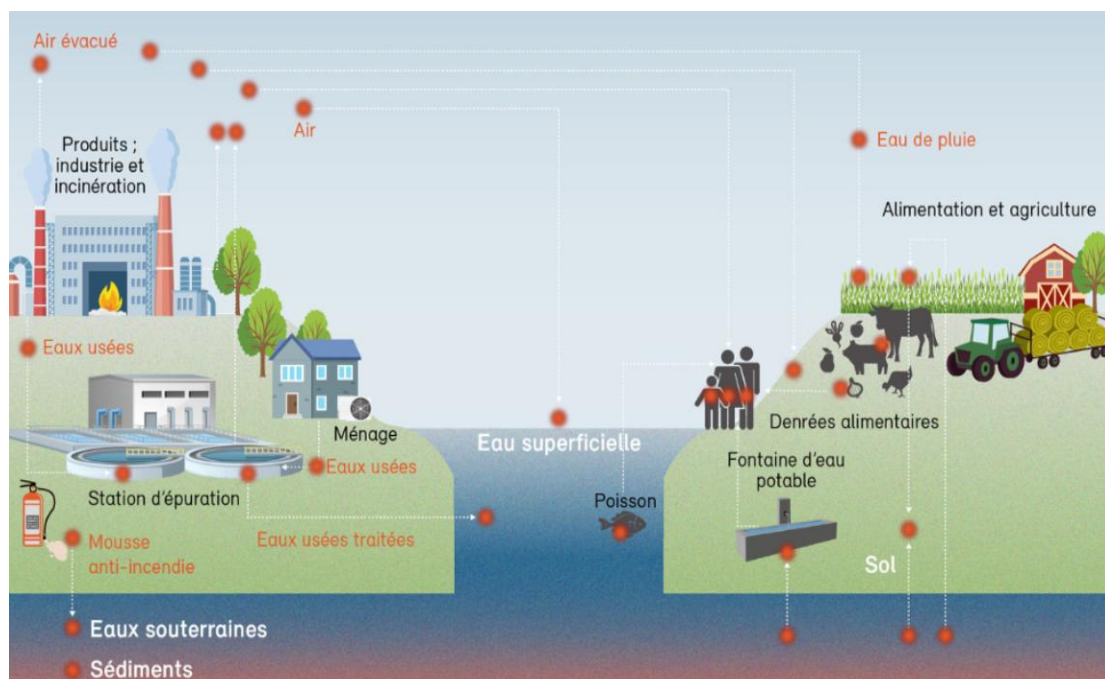 Air évacué
Air
Eau de pluie
Produits ;
industrie et
incinération
Alimentation et agriculture
Eaux usées
Ménage
Eau superficielle
Denrées alimentaires
Eaux usées
Station d'épuration
Fontaine d'eau
potable
Poisson
Mousse
anti-incendie
Eaux usées traitées
Sol
Eaux souterraines
Sédiments